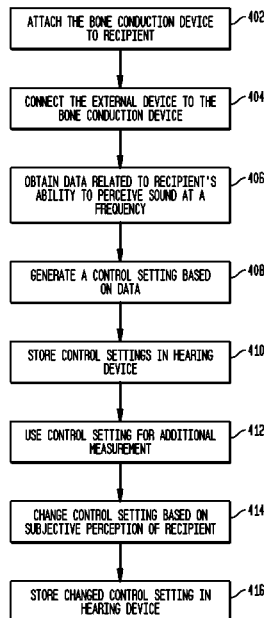 ATTACH THE BONE CONDUCTION DEVICE
TO RECIPIENT
402
CONNECT THE EXTERNAL DEVICE TO THE
BONE CONDUCTION DEVICE
404
OBTAIN DATA RELATED TO RECIPIENT'S
ABILITY TO PERCEIVE SOUND AT A
FREQUENCY
406
GENERATE A CONTROL SETTING BASED
ON DATA
408
STORE CONTROL SETTINGS IN HEARING
DEVICE
410
USE CONTROL SETTING FOR ADDITIONAL
MEASUREMENT
412
CHANGE CONTROL SETTING BASED ON
SUBJECTIVE PERCEPTION OF RECIPIENT
414
STORE CHANGED CONTROL SETTING IN
HEARING DEVICE
416